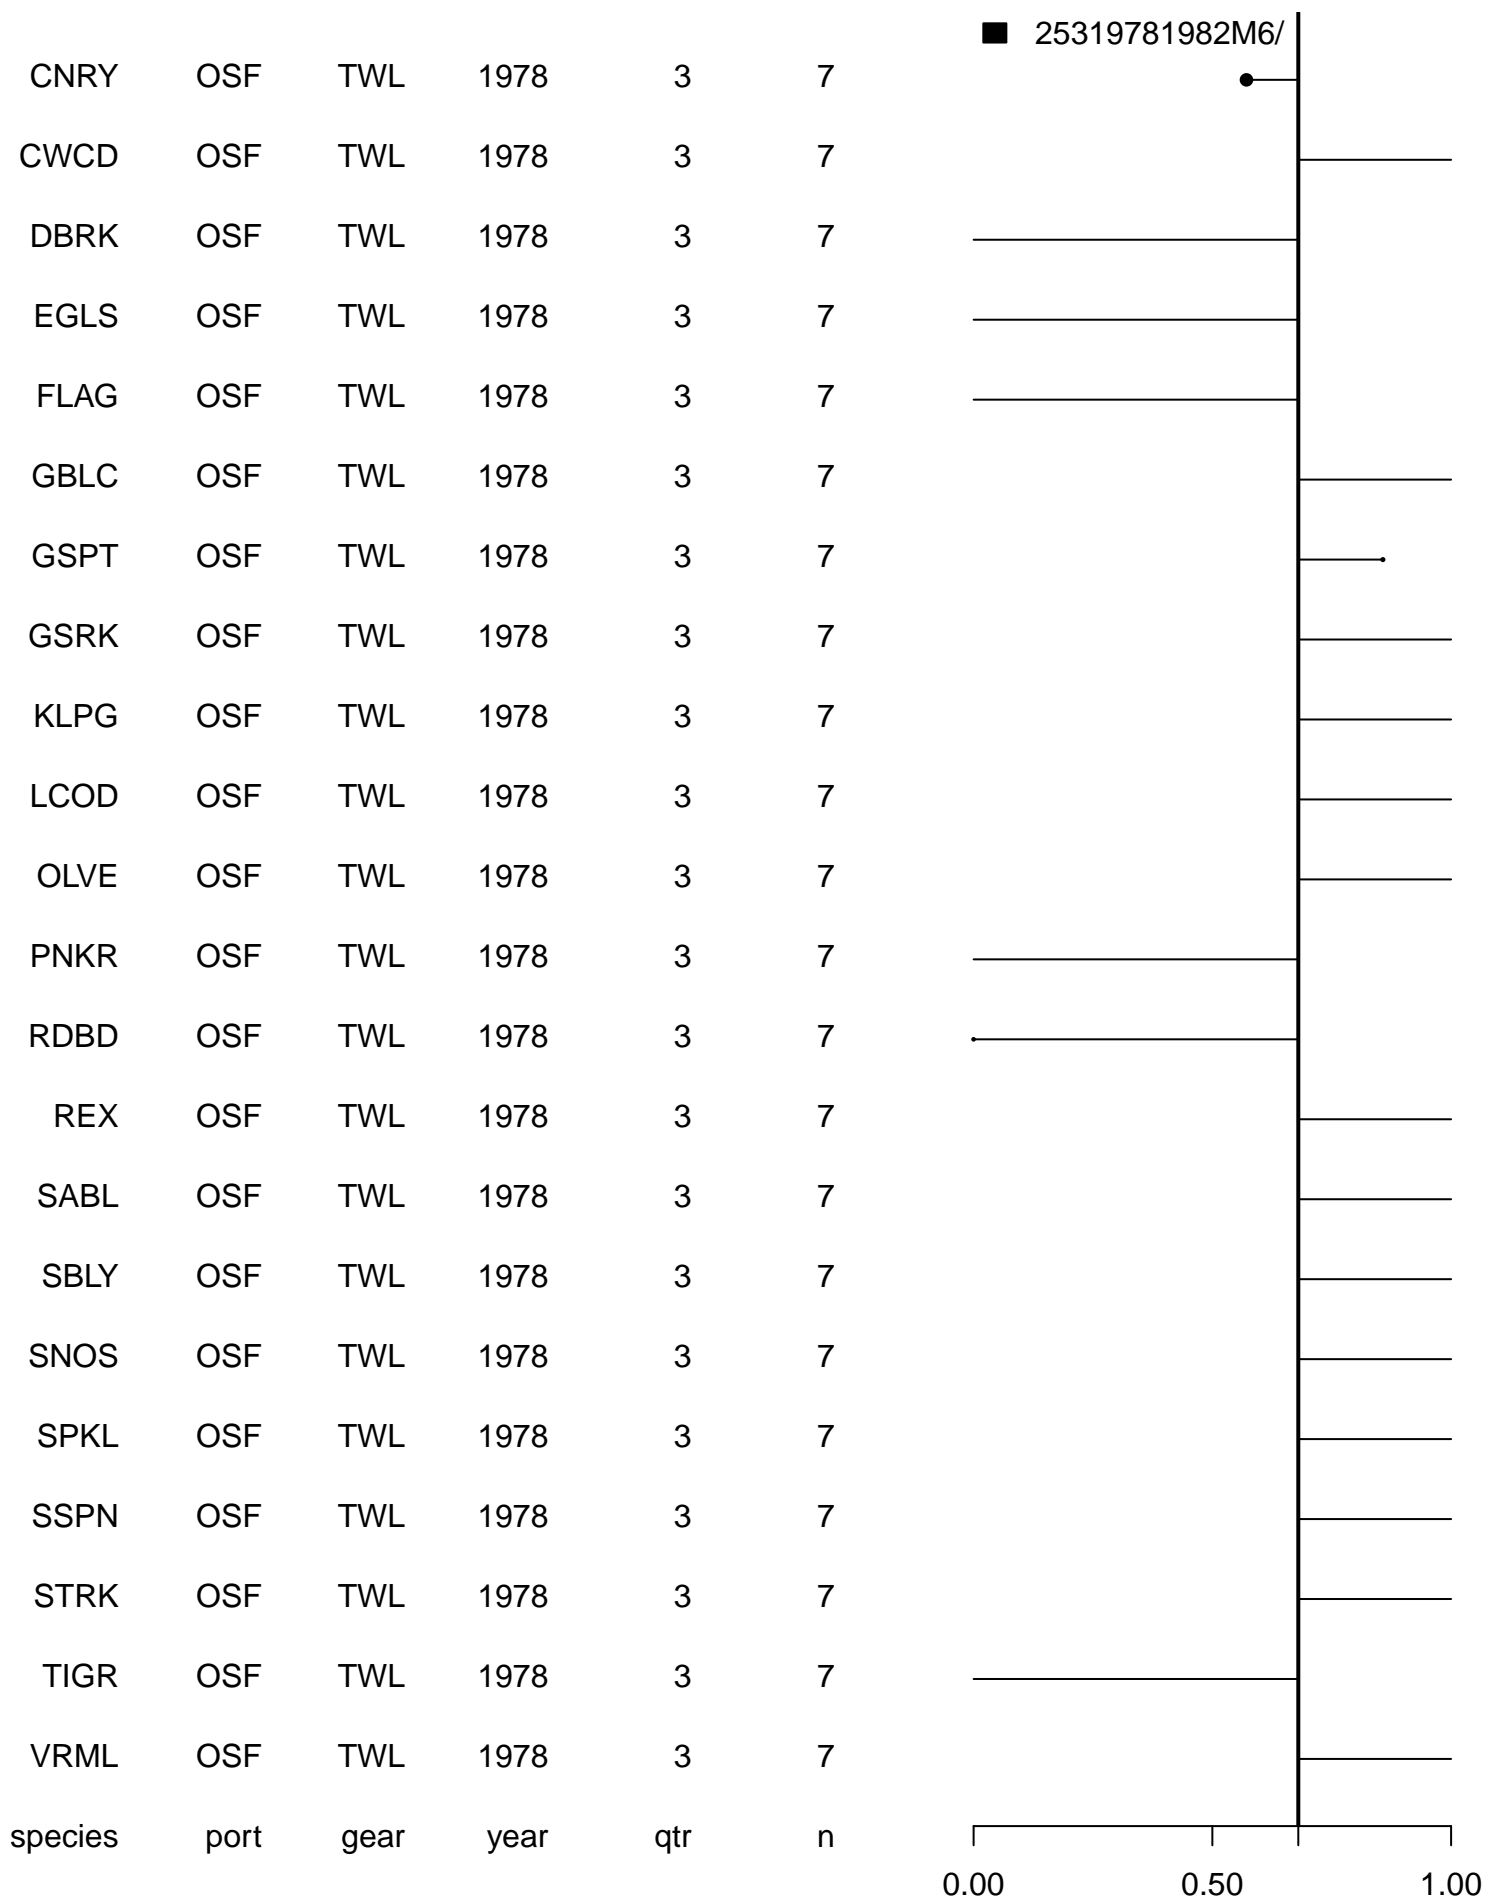 25319781982M6/
CNRY OSF TWL 1978 3 7
CWCD OSF TWL 1978 3 7
DBRK OSF TWL 1978 3 7
EGLS OSF TWL 1978 3 7
FLAG OSF TWL 1978 3 7
GBLC OSF TWL 1978 3 7
GSPT OSF TWL 1978 3 7
GSRK OSF TWL 1978 3 7
KLPG OSF TWL 1978 3 7
LCOD OSF TWL 1978 3 7
OLVE OSF TWL 1978 3 7
PNKR OSF TWL 1978 3 7
RDBD OSF TWL 1978 3 7
REX OSF TWL 1978 3 7
SABL OSF TWL 1978 3 7
SBLY OSF TWL 1978 3 7
SNOS OSF TWL 1978 3 7
SPKL OSF TWL 1978 3 7
SSPN OSF TWL 1978 3 7
STRK OSF TWL 1978 3 7
TIGR OSF TWL 1978 3 7
VRML OSF TWL 1978 3 7
species port gear year qtr n
0.00 0.50 1.00